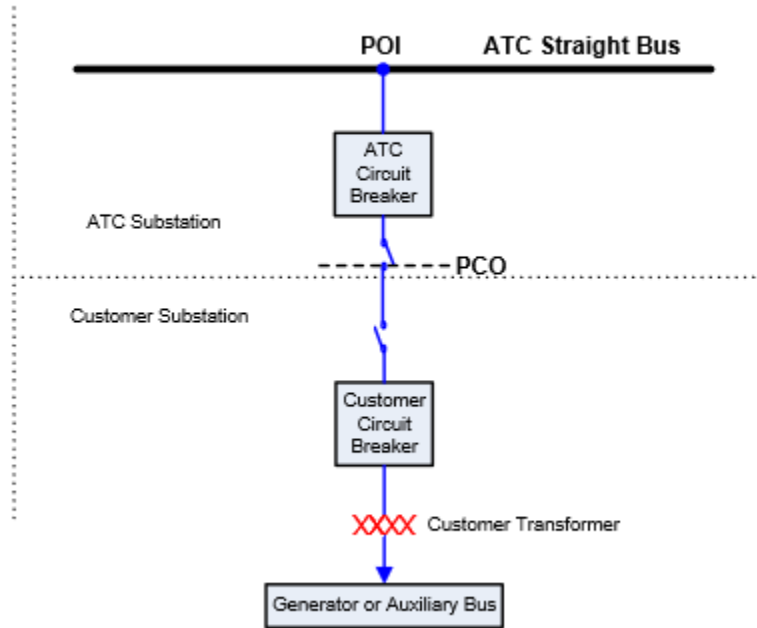 POI
ATC Straight Bus
ATC
Circuit
Breaker
ATC Substation
PCO
Customer Substation
Customer
Circuit
Breaker
Customer Transformer
Generator or Auxiliary Bus